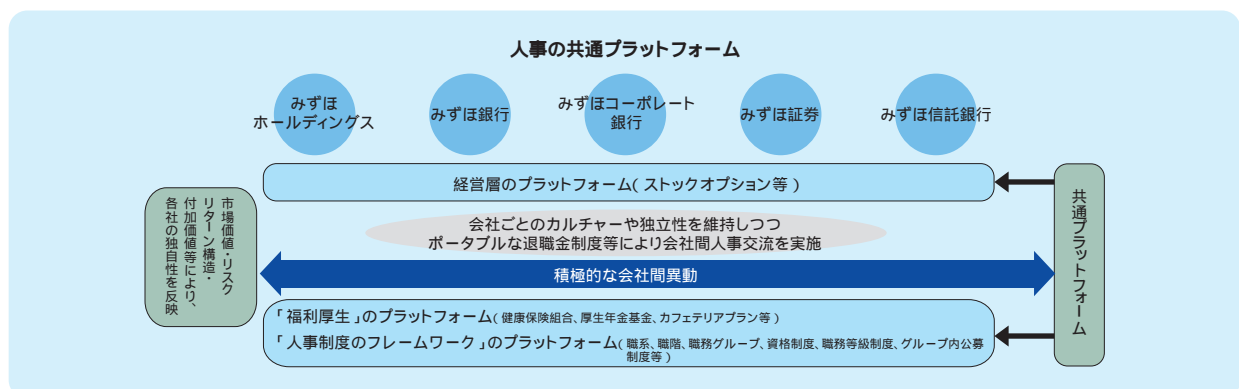 人事の共通プラットフォーム
みずほ
ホールディングス
みずほ銀行
みずほコーポレート
銀行
みずほ証券
みずほ信託銀行
経営層のプラットフォーム(ストックオプション等)
市場価値・リスク
リターン構造・
付加価値等により、
各社の独自性を反映
会社ごとのカルチャーや独立性を維持しつつ
ポータブルな退職金制度等により会社間人事交流を実施
積極的な会社間異動
共通プラットフォーム
「福利厚生」のプラットフォーム(健康保険組合、厚生年金基金、カフェテリアプラン等)
「人事制度のフレームワーク」のプラットフォーム(職系、職階、職務グループ、資格制度、職務等級制度、グループ内公募
制度等)